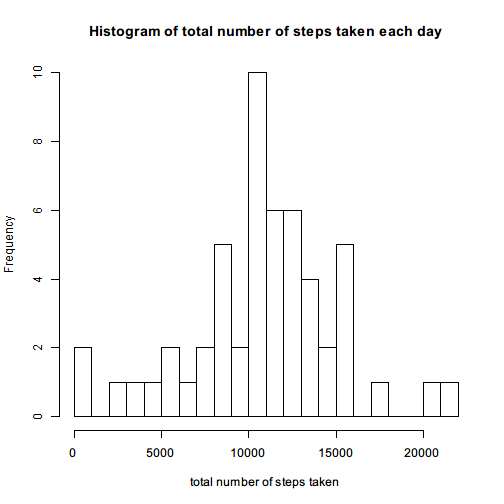 Histogram of total number of steps taken each day
Frequency
10
8
6
4
2
0
0 5000 10000 15000 20000
total number of steps taken